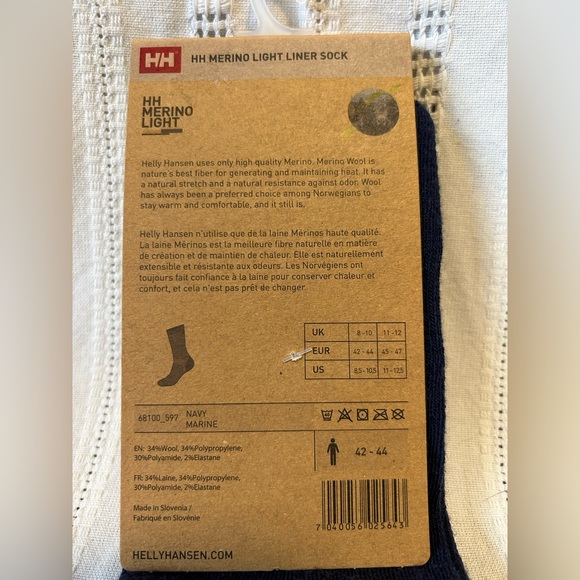 HH HH MERINO LIGHT LINER SOCK
HH
MERINO
LIGHT
Helly Hansen uses only high quality Merino. Merino Wool is
nature's best fiber for generating and maintaining heat. It has
a natural stretch and a natural resistance against odor. Wool
has always been a preferred choice among Norwegians to
stay warm and comfortable, and it still is.
Helly Hansen n'utilise que de la laine Mérinos haute qualité.
La laine Mérinos est la meilleure fibre naturelle en matière
de création et de maintien de chaleur. Elle est naturellement
extensible et résistante aux odeurs. Les Norvégiens ont
toujours fait confiance à la laine pour conserver chaleur et
confort, et cela n'est pas prêt de changer.
UK 8 -10 11 -12
EUR 42 - 44 45 - 47
US 8,5 - 10,5 11 - 12,5
68100_597 NAVY
MARINE
EN: 34%Wool, 34%Polypropylene,
30%Polyamide, 2%Elastane
42 - 44
FR: 34%Laine, 34%Polypropylene,
30%Polyamide, 2%Elastane
Made in Slovenia /
Fabriqué en Slovénie
7 040056 025643
HELLYHANSEN.COM